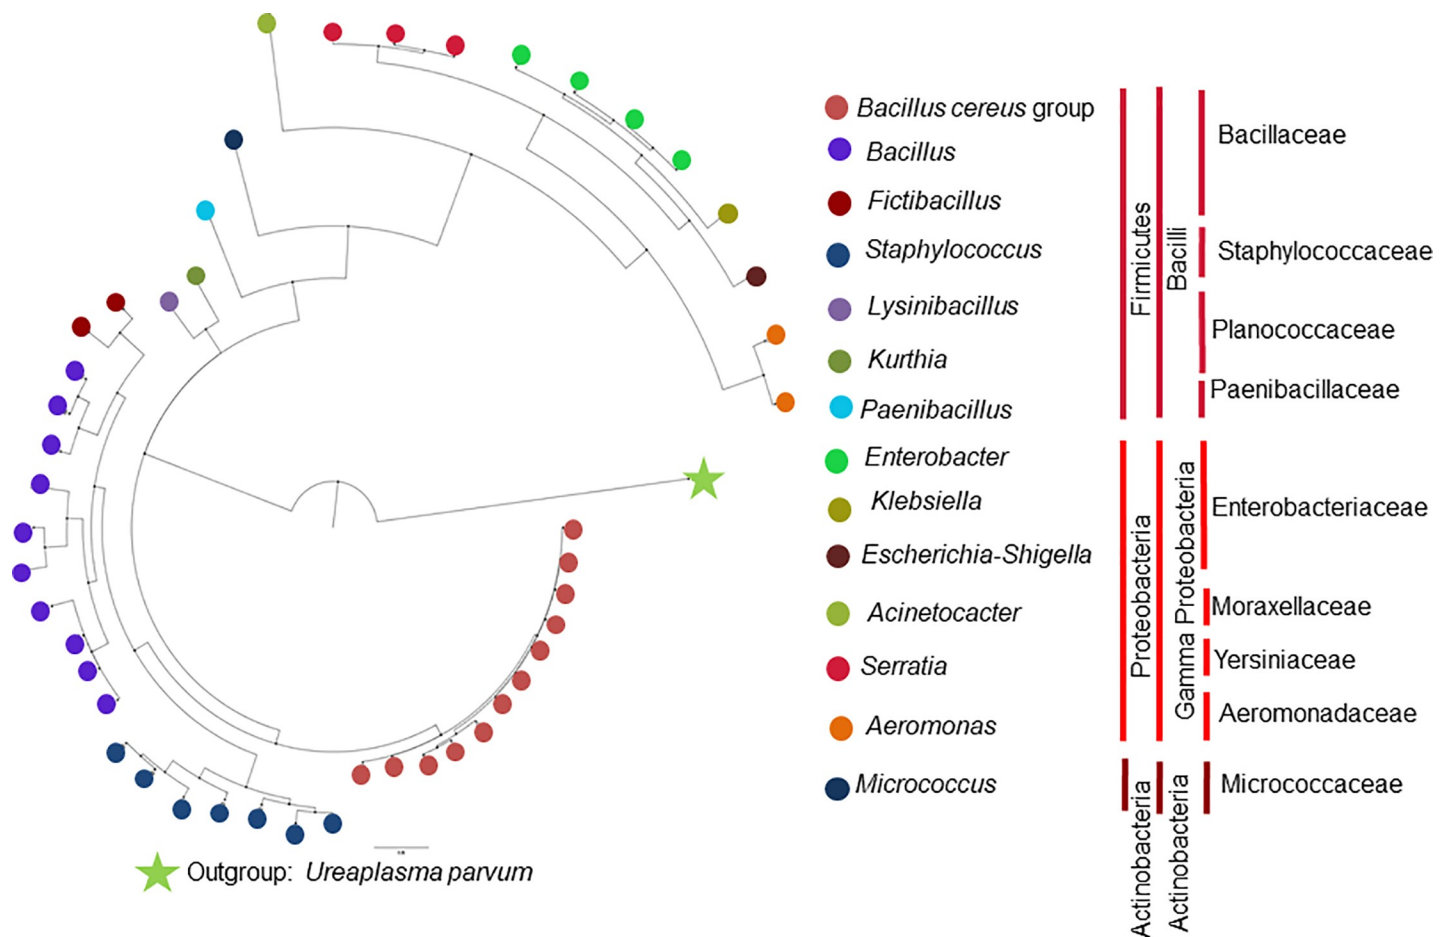 Bacillus cereus group
Bacillus
Fictibacillus
Staphylococcus
Lysinibacillus
Kurthia
Paenibacillus
Enterobacter
Klebsiella
Escherichia-Shigella
Acinetocacter
Serratia
Aeromonas
Micrococcus
Firmicutes
Bacilli
Bacillaceae
Staphylococcaceae
Planococcaceae
Paenibacillaceae
Proteobacteria
Gamma Proteobacteria
Enterobacteriaceae
Moraxellaceae
Yersiniaceae
Aeromonadaceae
Actinobacteria
Actinobacteria
Micrococcaceae
Outgroup: Ureaplasma parvum